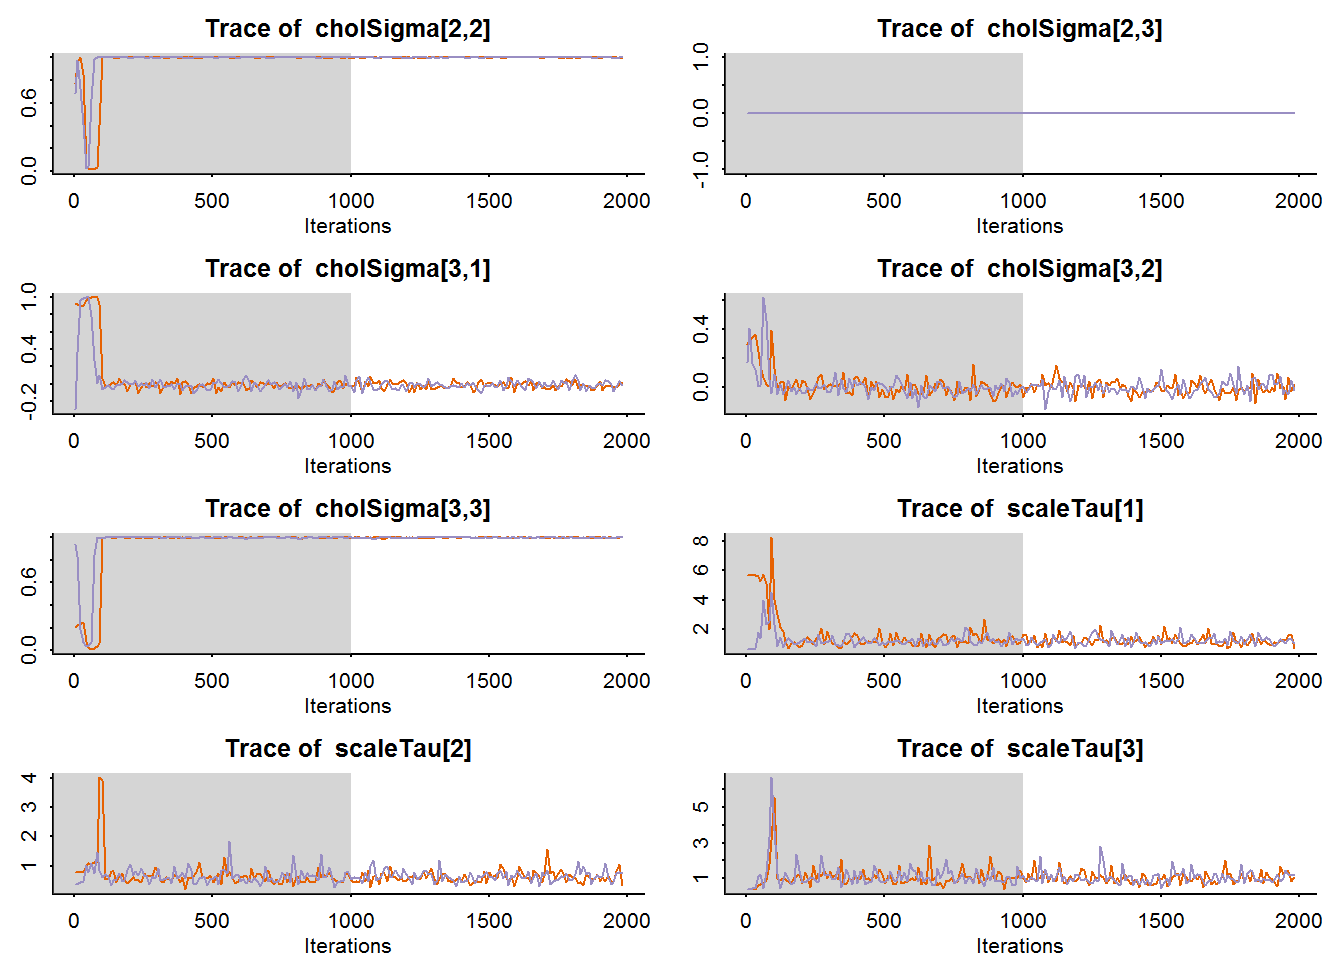 Trace of cholSigma[2,2]
0.0 0.6
0 500 1000 1500 2000
Iterations
Trace of cholSigma[2,3]
-1.0 0.0 1.0
0 500 1000 1500 2000
Iterations
Trace of cholSigma[3,1]
-0.2 0.4 1.0
0 500 1000 1500 2000
Iterations
Trace of cholSigma[3,2]
0.0 0.4
0 500 1000 1500 2000
Iterations
Trace of cholSigma[3,3]
0.0 0.6
0 500 1000 1500 2000
Iterations
Trace of scaleTau[1]
2 4 6 8
0 500 1000 1500 2000
Iterations
Trace of scaleTau[2]
1 2 3 4
0 500 1000 1500 2000
Iterations
Trace of scaleTau[3]
1 3 5
0 500 1000 1500 2000
Iterations